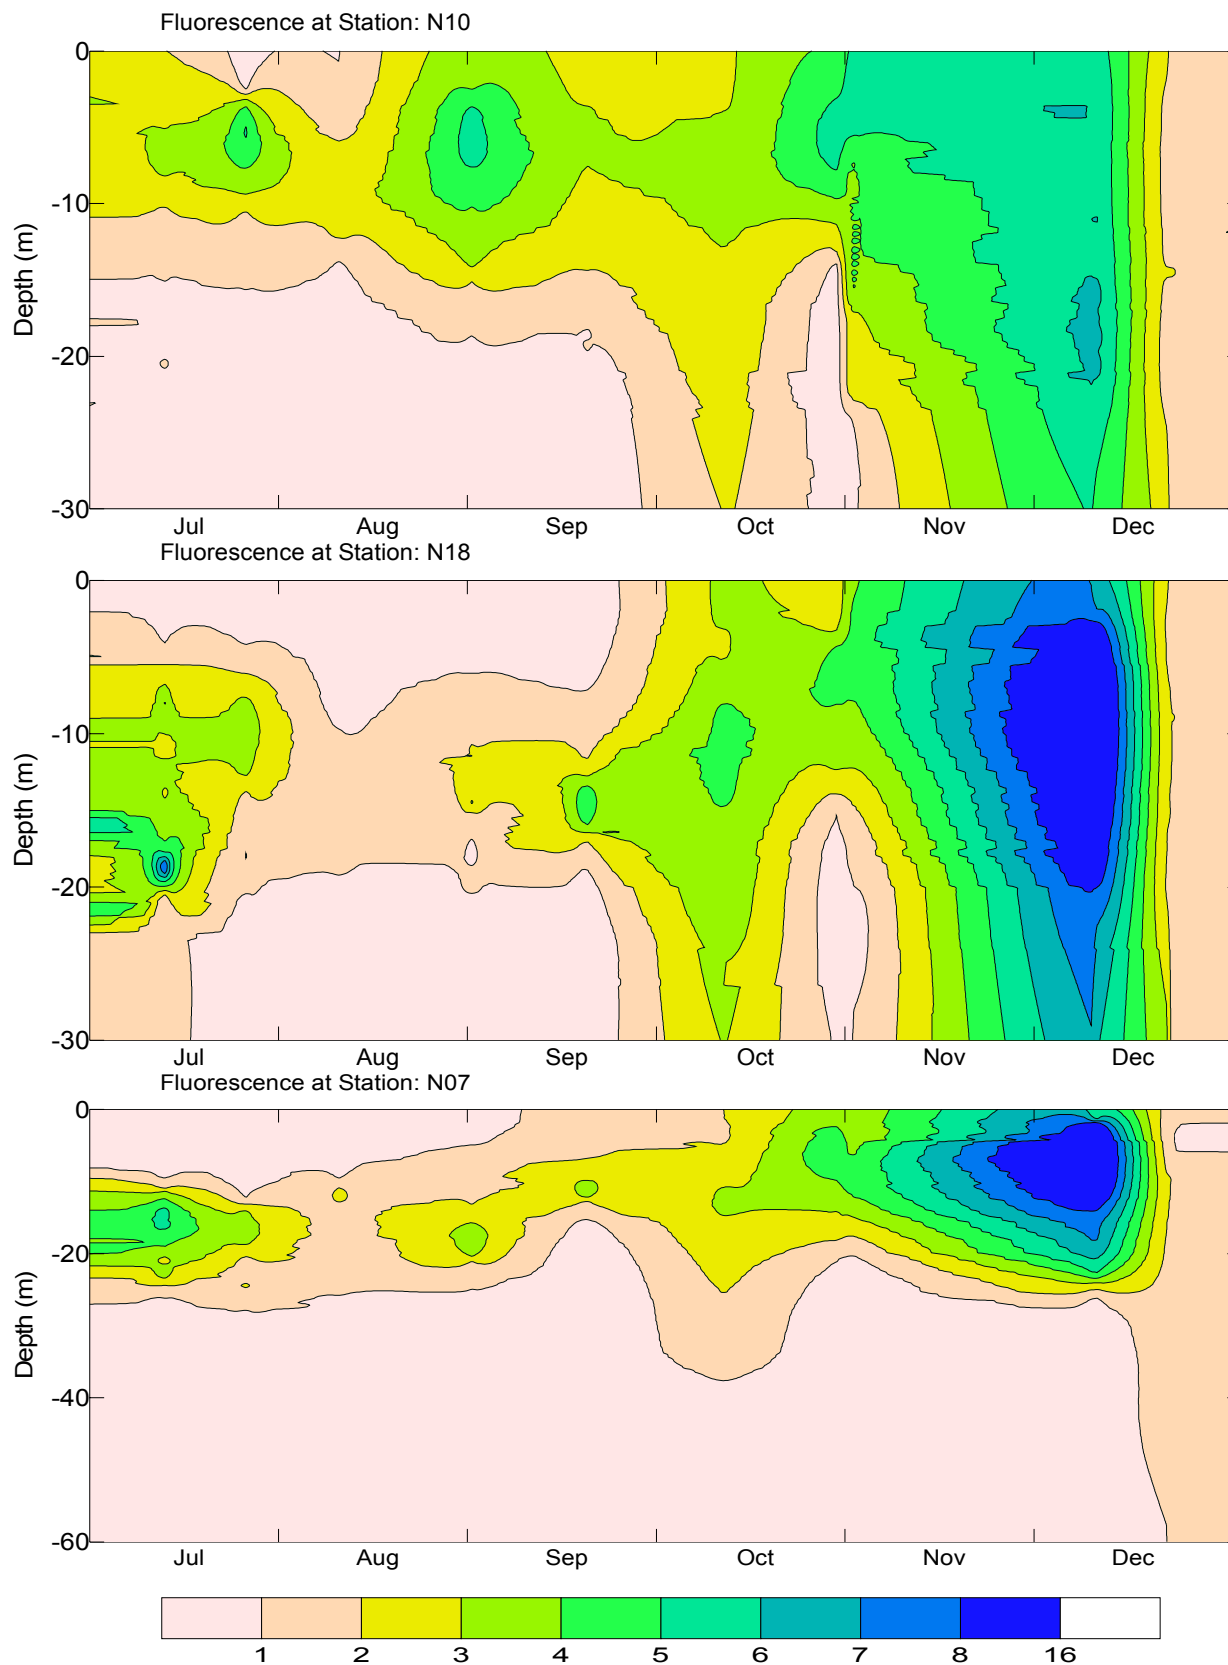 Fluorescence at Station: N10
0
-10
-20
-30
Depth (m)
Jul Aug Sep Oct Nov Dec
Fluorescence at Station: N18
0
-10
-20
-30
Depth (m)
Jul Aug Sep Oct Nov Dec
Fluorescence at Station: N07
0
-20
-40
-60
Depth (m)
Jul Aug Sep Oct Nov Dec
1 2 3 4 5 6 7 8 16